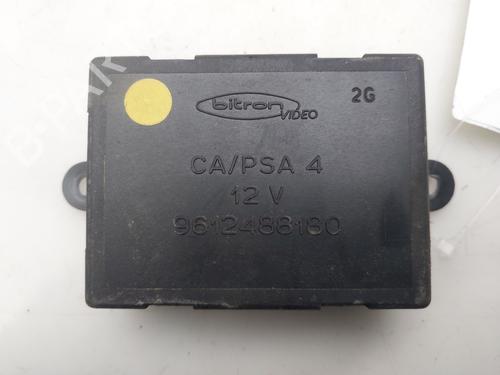 bitron
VIDEO
2G
CA/PSA 4
12 V
9612488180